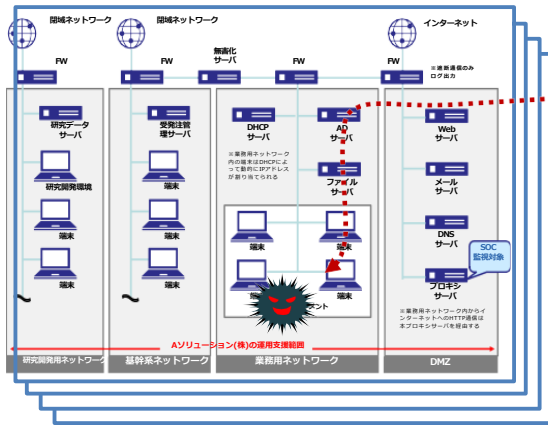 閉域ネットワーク
閉域ネットワーク
インターネット
FW
FW
無害化
サーバ
FW
FW
※遮断通信のみ
ログ出力
研究データ
サーバ
研究開発環境
端末
端末
受発注管
理サーバ
端末
端末
端末
DHCP
サーバ
AD
サーバ
※業務用ネットワーク
内の端末はDHCPによ
って動的にIPアドレス
が割り当てられる
ファイル
サーバ
端末
端末
端末
メント
Web
サーバ
メール
サーバ
DNS
サーバ
SOC
監視対象
プロキシ
サーバ
※業務用ネットワーク内からイ
ンターネットへのHTTP通信は
本プロキシサーバを経由する
Aソリューション(株)の運用支援範囲
研究開発用ネットワーク
基幹系ネットワーク
業務用ネットワーク
DMZ